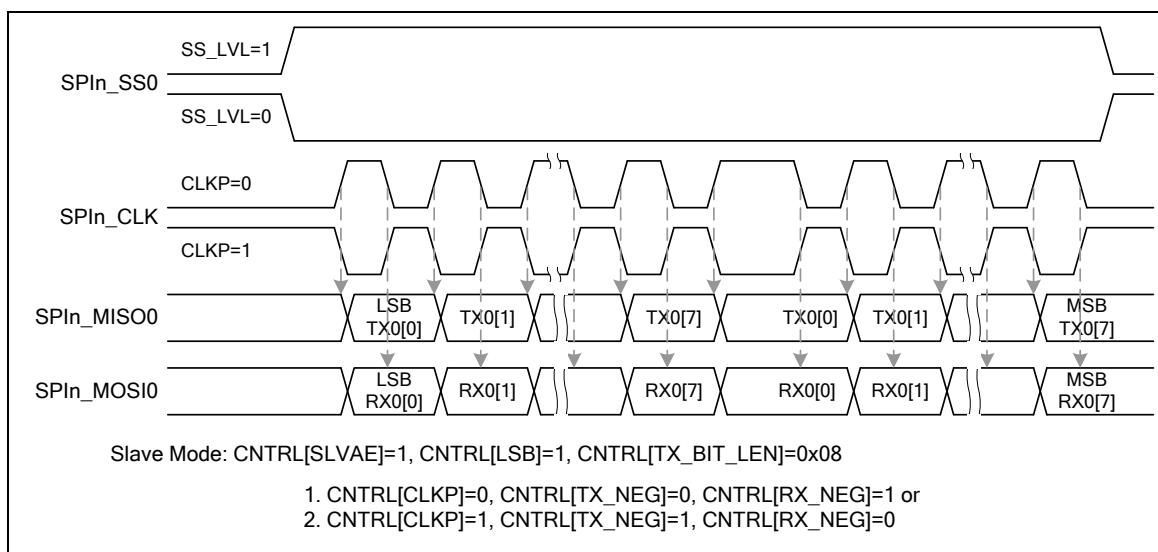 SS_LVL=1
SPIn_SS0
SS_LVL=0
CLKP=0
SPIn_CLK
CLKP=1
SPIn_MISO0
LSB
TX0[0]
TX0[1]
TX0[7]
TX0[0]
TX0[1]
MSB
TX0[7]
SPIn_MOSI0
LSB
RX0[0]
RX0[1]
RX0[7]
RX0[0]
RX0[1]
MSB
RX0[7]
Slave Mode: CNTRL[SLVAE]=1, CNTRL[LSB]=1, CNTRL[TX_BIT_LEN]=0x08
1. CNTRL[CLKP]=0, CNTRL[TX_NEG]=0, CNTRL[RX_NEG]=1 or
2. CNTRL[CLKP]=1, CNTRL[TX_NEG]=1, CNTRL[RX_NEG]=0